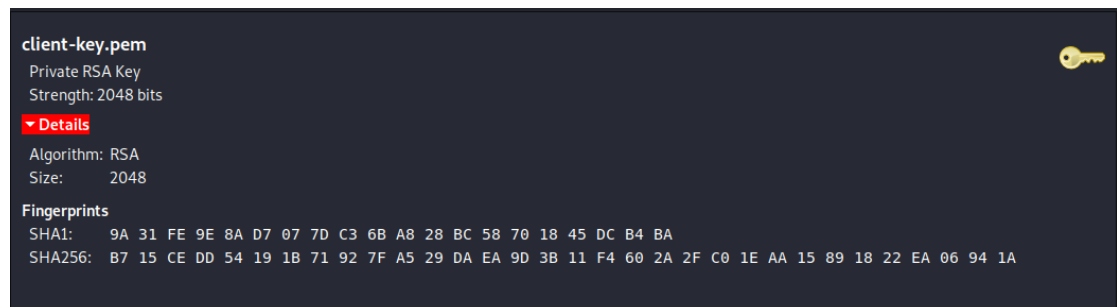 client-key.pem
Private RSA Key
Strength: 2048 bits
Details
Algorithm: RSA
Size: 2048
Fingerprints
SHA1: 9A 31 FE 9E 8A D7 07 7D C3 6B A8 28 BC 58 70 18 45 DC B4 BA
SHA256: B7 15 CE DD 54 19 1B 71 92 7F A5 29 DA EA 9D 3B 11 F4 60 2A 2F C0 1E AA 15 89 18 22 EA 06 94 1A